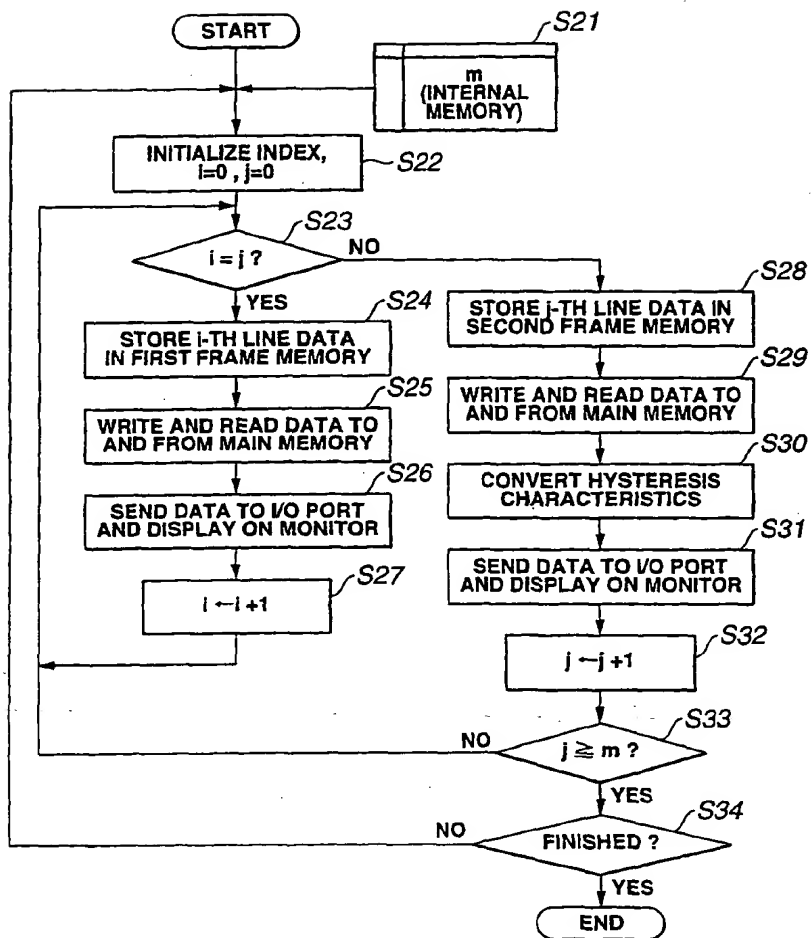 START
S21
m
(INTERNAL
MEMORY)
INITIALIZE INDEX,
i=0 , j=0
S22
S23
i = j ?
NO
YES
S24
STORE i-TH LINE DATA
IN FIRST FRAME MEMORY
S25
WRITE AND READ DATA TO
AND FROM MAIN MEMORY
S26
SEND DATA TO I/O PORT
AND DISPLAY ON MONITOR
S27
i ← i +1
S28
STORE j-TH LINE DATA IN
SECOND FRAME MEMORY
S29
WRITE AND READ DATA TO
AND FROM MAIN MEMORY
S30
CONVERT HYSTERESIS
CHARACTERISTICS
S31
SEND DATA TO I/O PORT
AND DISPLAY ON MONITOR
S32
j ← j +1
S33
NO
j ≧ m ?
YES
S34
NO
FINISHED ?
YES
END